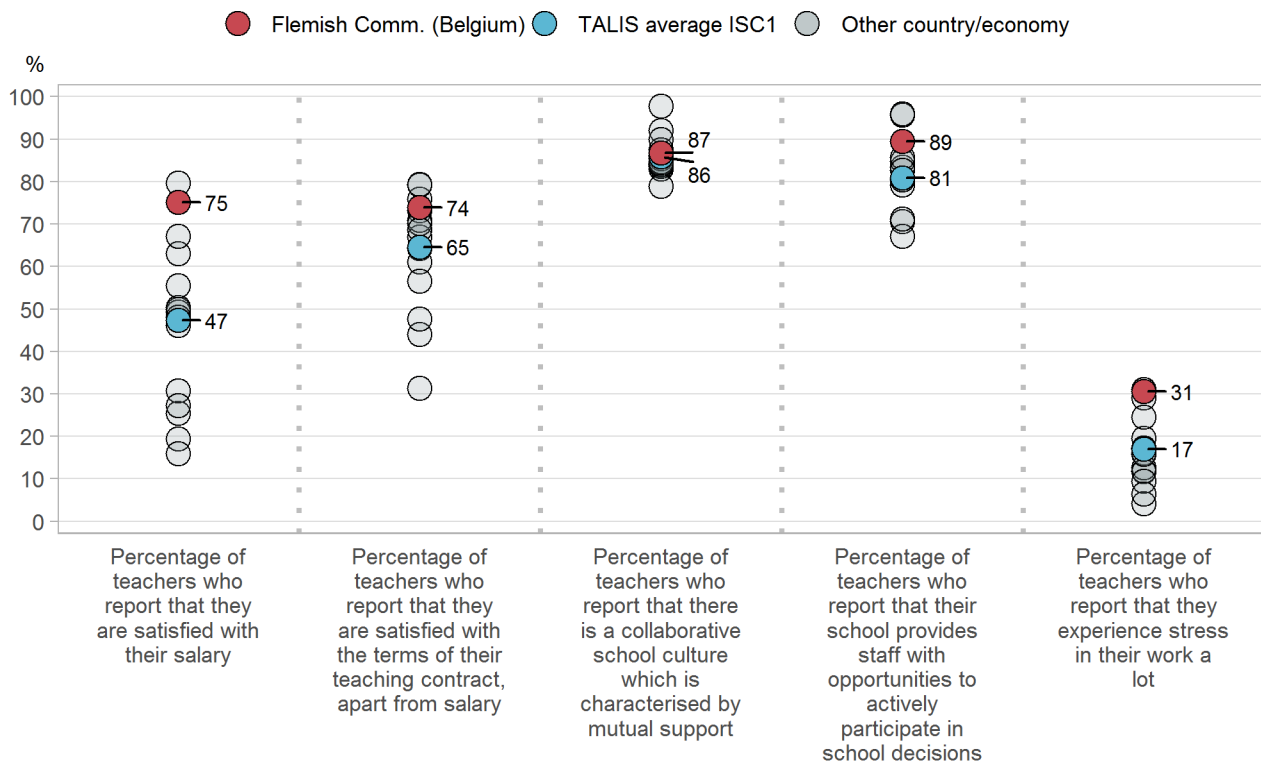 Flemish Comm. (Belgium) TALIS average ISC1 Other country/economy
%
100
90
80
70
60
50
40
30
20
10
0
75
47
74
65
87
86
89
81
31
17
Percentage of
teachers who
report that they
are satisfied with
their salary
Percentage of
teachers who
report that they
are satisfied with
the terms of their
teaching contract,
apart from salary
Percentage of
teachers who
report that there
is a collaborative
school culture
which is
characterised by
mutual support
Percentage of
teachers who
report that their
school provides
staff with
opportunities to
actively
participate in
school decisions
Percentage of
teachers who
report that they
experience stress
in their work a
lot